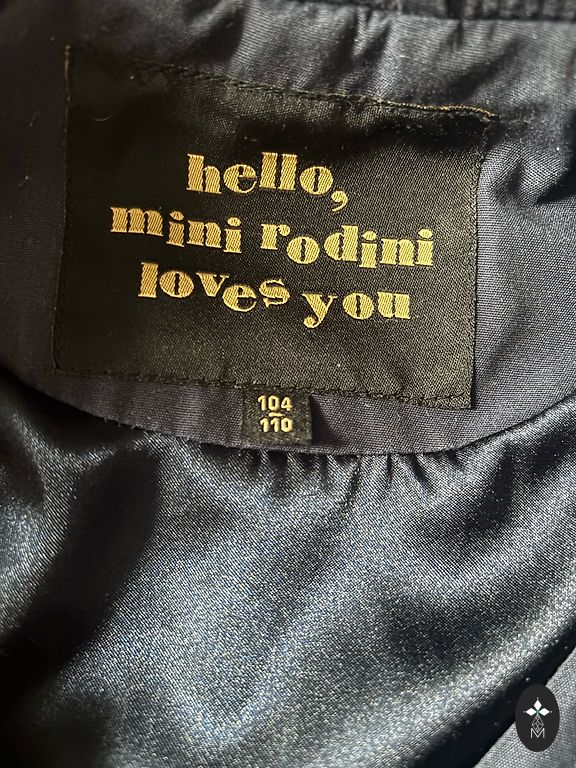 hello,
mini rodini
loves you
104
110
M